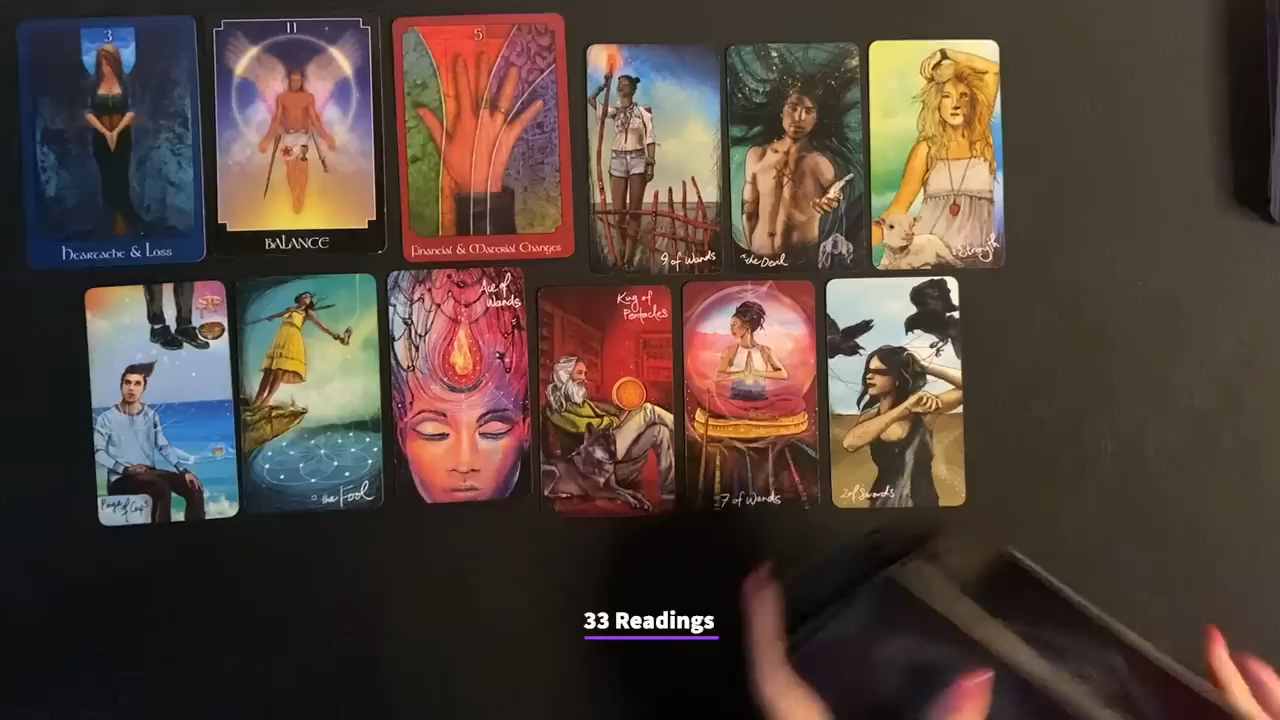 3
Heartache & Loss
11
BALANCE
5
Financial & Material Changes
9 of Wands
the Devil
Strength
Page of Cups
the Fool
Ace of
Wands
King of
Pentacles
7 of Wands
2 of Swords
33 Readings